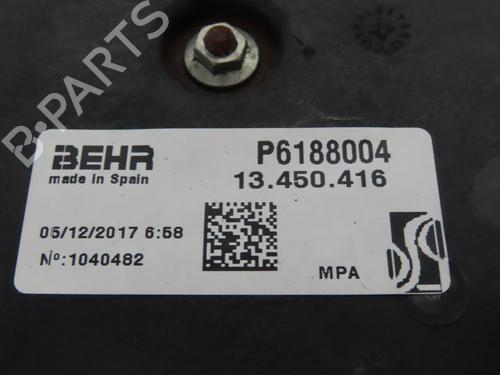 B-PARTS
BEHR
made in Spain
P6188004
13.450.416
05/12/2017 6:58
Nº:1040482
MPA